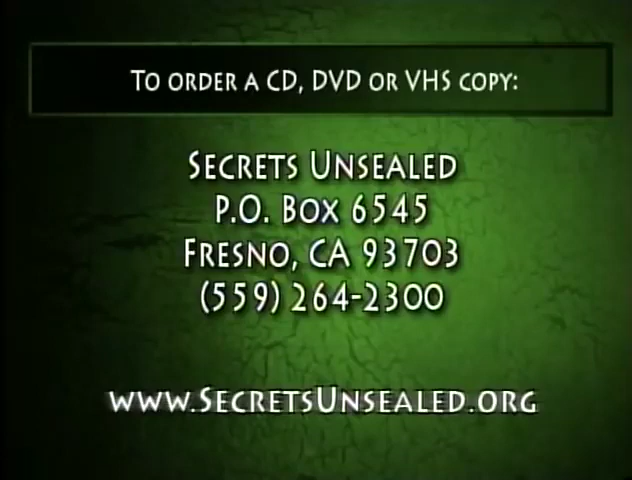 To order a CD, DVD or VHS copy:
Secrets Unsealed
P.O. Box 6545
Fresno, CA 93703
(559) 264-2300
www.SecretsUnsealed.org